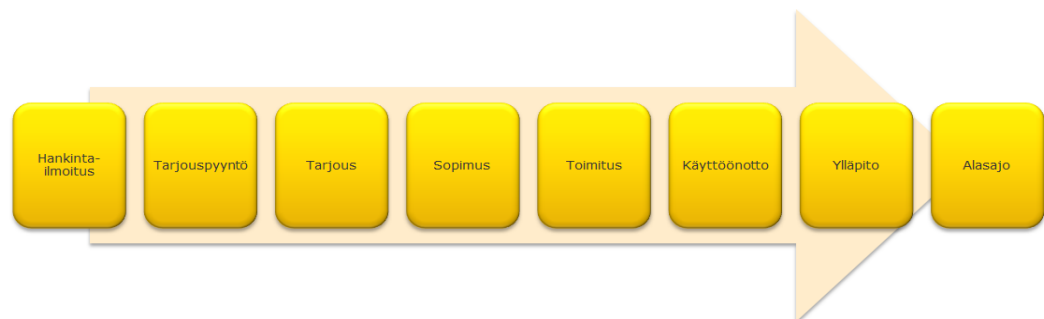 Hankinta-
ilmoitus
Tarjouspyyntö
Tarjous
Sopimus
Toimitus
Käyttöönotto
Ylläpito
Alasajo